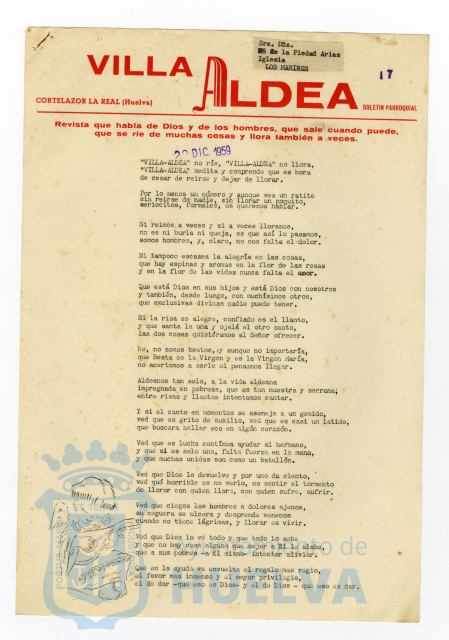 Sra. Dña.
Mª de la Piedad Arias
Iglesia
LOS MARINES
17
VILLA ALDEA
CORTELAZOR LA REAL (Huelva)
BOLETIN PARROQUIAL
Revista que habla de Dios y de los hombres, que sale cuando puede,
que se ríe de muchas cosas y llora también a veces.
20 DIC. 1959
"VILLA-ALDEA" no ríe, "VILLA-ALDEA" no llora,
"VILLA-ALDEA" medita y comprende que es hora
de cesar de reirse y dejar de llorar.
Por lo menos un número y aunque sea un ratito
sin reirse de nadie, sin llorar un poquito,
seriecitos, formales, os queremos hablar.
Si reimos a veces y si a veces lloramos,
no es ni burla ni queja, es que así lo pasamos,
somos hombres, y, claro, no nos falta el dolor.
Ni tampoco escasea la alegría en las cosas,
que hay espinas y aromas en la flor de las rosas
y en la flor de las vidas nunca falta el amor.
Que está Dios en sus hijos y está Dios con nosotros
y también, desde luego, con muchísimos otros,
que exclusivas divinas nadie puede tener.
Si la risa es alegre, confiado es el llanto,
y que santa la una y ojalá el otro santo,
las dos cosas quisiéramos al Señor ofrecer.
No, no somos beatos, y aunque no importaría,
que Beata es la Virgen y es la Virgen María,
no acertamos a serlo ni pensamos llegar.
Aldeanos tan solo, a la vida aldeana
impregnada en pobreza, que es tan nuestra y serrana,
entre risas y llantos intentamos cantar.
Y si el canto en momentos se asemeja a un gemido,
ved que es grito de auxilio, ved que es casi un latido,
que buscara hallar eco en algún corazón.
Ved que es lucha contínua ayudar al hermano,
y que si es solo una, falta fuerza en la mano,
y que muchas unidas son como un batallón.
Ved que Dios lo devuelve y por uno da ciento,
ved qué horrible es no verlo, no sentir el tormento
de llorar con quien llora, con quien sufre, sufrir.
Ved que ciegos los hombres a dolores ajenos,
su ceguera se ulcera y desprende venenos
cuando no tiene lágrimas, y llorar es vivir.
Ved que Dios lo vé todo y que todo lo sabe
y que no hay cosa alguna que mejor a El le alabe,
que a sus pobres -a El mismo- intentar aliviar.
Que en la ayuda va envuelta el regalo mas regio,
el favor mas inmenso y el mayor privilegio,
el de dar -que eso es Dios- y el de Dios - que eso es dar.
Ayuntamiento de
HUELVA